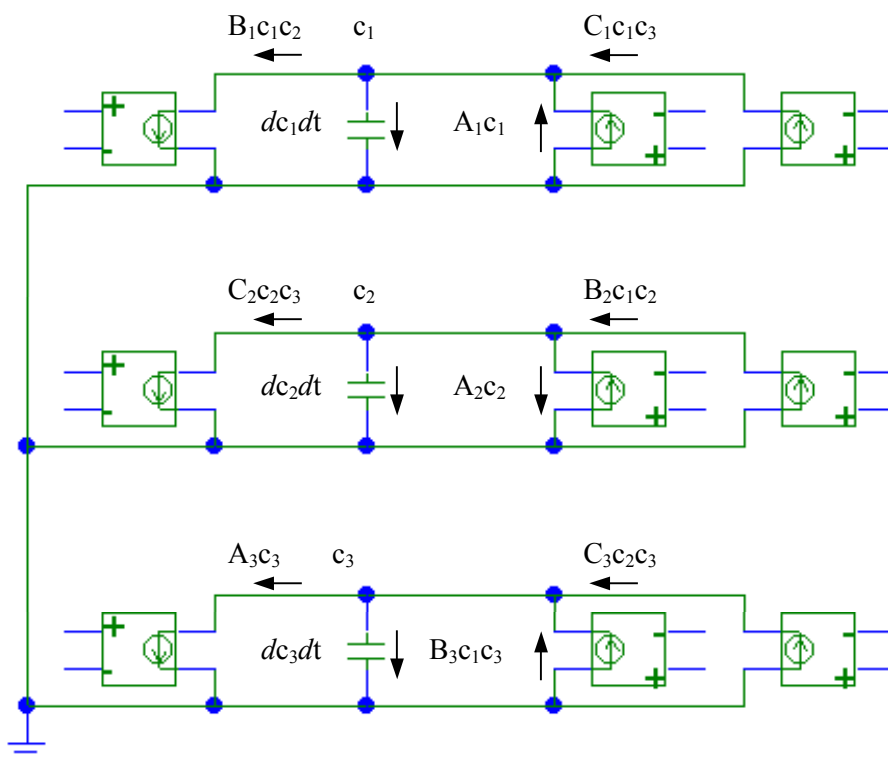 B₁c₁c₂ c₁ C₁c₁c₃
dc₁dt A₁c₁
C₂c₂c₃ c₂ B₂c₁c₂
dc₂dt A₂c₂
A₃c₃ c₃ C₃c₂c₃
dc₃dt B₃c₁c₃